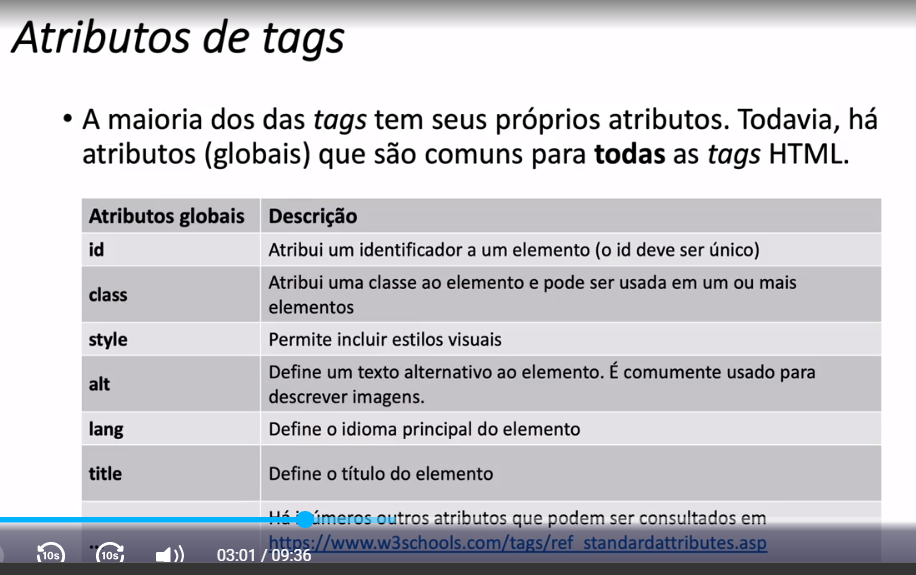 Atributos de tags
• A maioria dos das tags tem seus próprios atributos. Todavia, há
atributos (globais) que são comuns para todas as tags HTML.
Atributos globais Descrição
id Atribui um identificador a um elemento (o id deve ser único)
class Atribui uma classe ao elemento e pode ser usada em um ou mais
elementos
style Permite incluir estilos visuais
alt Define um texto alternativo ao elemento. É comumente usado para
descrever imagens.
lang Define o idioma principal do elemento
title Define o título do elemento
Há inúmeros outros atributos que podem ser consultados em
... https://www.w3schools.com/tags/ref_standardattributes.asp
10s 10s 03:01 / 09:36